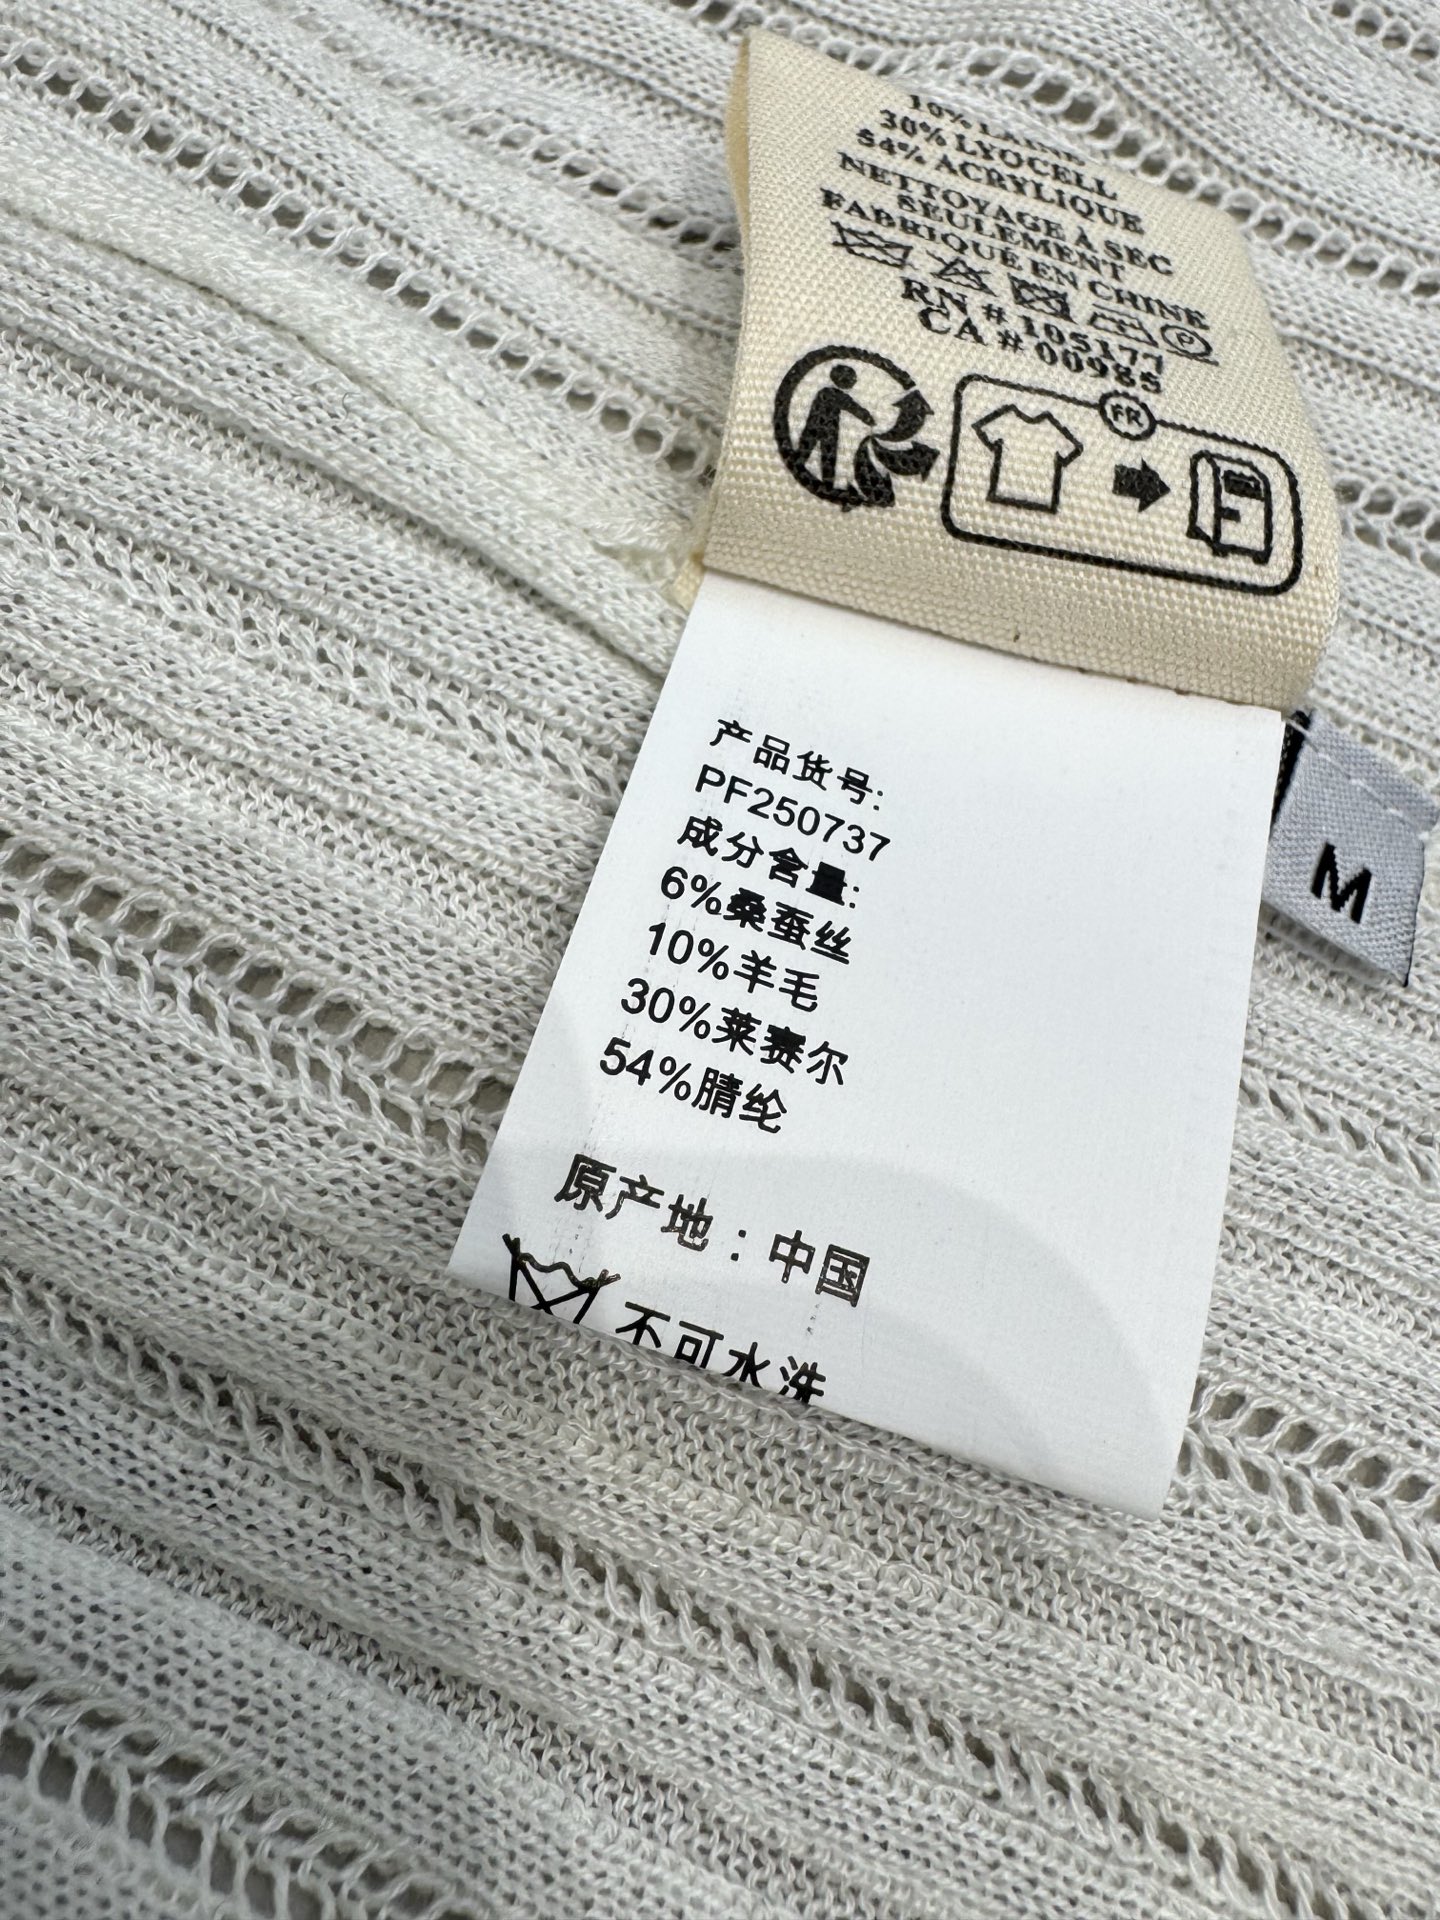 10% LAINE
30% LYOCELL
54% ACRYLIQUE
NETTOYAGE À SEC
SEULEMENT
FABRIQUÉ EN CHINE
P
RN # 105177
CA # 00985
FR
产品货号:
PF250737
成分含量:
6%桑蚕丝
10%羊毛
30%莱赛尔
54%腈纶
原产地：中国
不可水洗
M